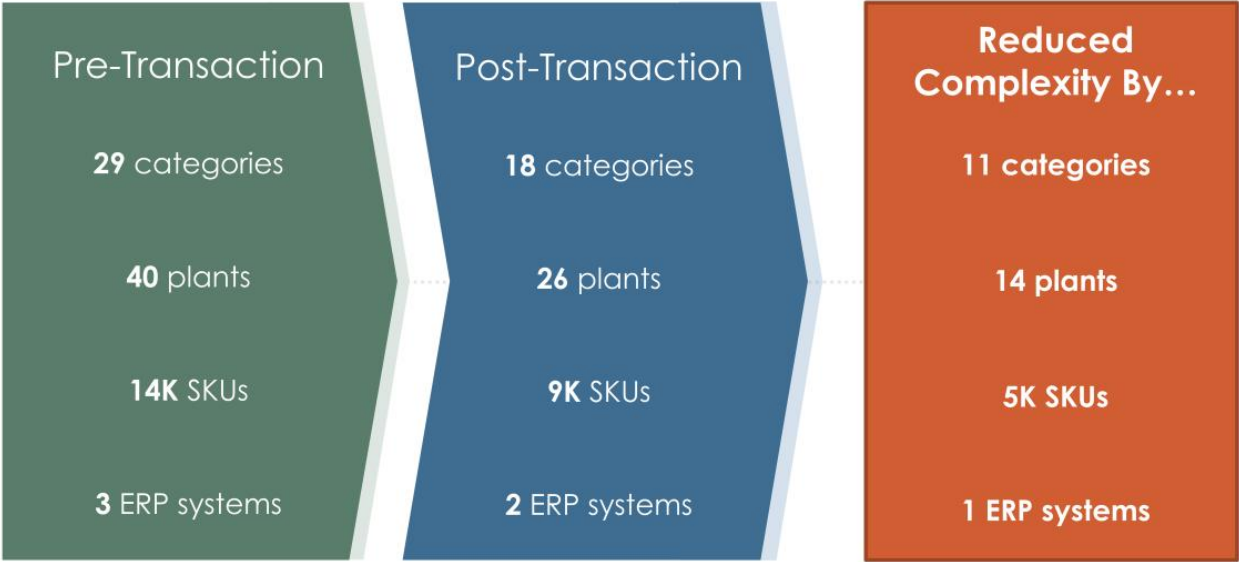 Pre-Transaction
29 categories
40 plants
14K SKUs
3 ERP systems
Post-Transaction
18 categories
26 plants
9K SKUs
2 ERP systems
Reduced
Complexity By…
11 categories
14 plants
5K SKUs
1 ERP systems